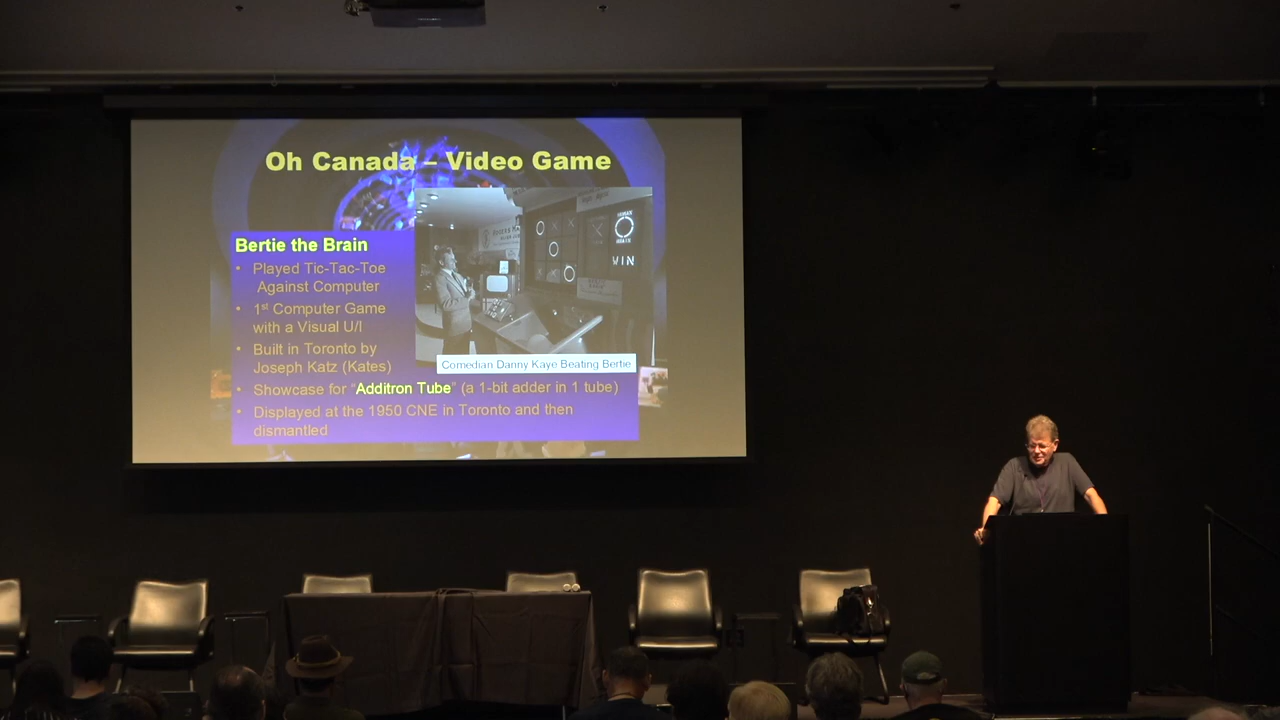 Oh Canada – Video Game
Bertie the Brain
• Played Tic-Tac-Toe
Against Computer
• 1st Computer Game
with a Visual U/I
• Built in Toronto by
Joseph Katz (Kates)
• Showcase for “Additron Tube” (a 1-bit adder in 1 tube)
• Displayed at the 1950 CNE in Toronto and then
dismantled
WIN
Comedian Danny Kaye Beating Bertie